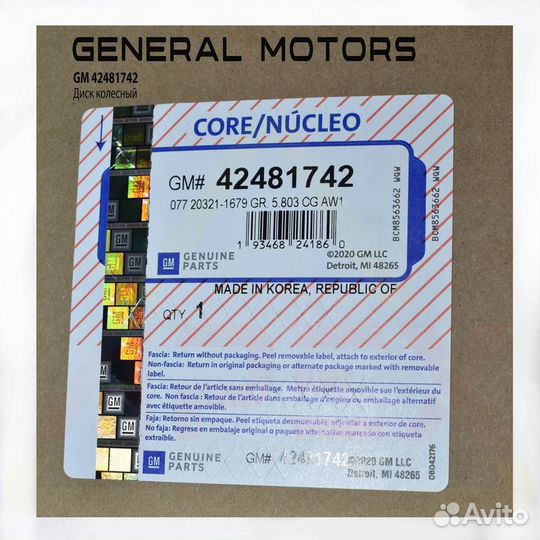 GENERAL MOTORS
GM 42481742
Диск колесный
CORE/NÚCLEO
GM# 42481742
077 20321-1679 GR. 5.803 CG AW1
1 93468 24186 0
GM GENUINE PARTS
©2020 GM LLC
Detroit, MI 48265
BCM8563662 WQM
BCM8563662 WQM
MADE IN KOREA, REPUBLIC OF
QTY 1
Fascia: Return without packaging. Peel removable label, attach to exterior of core.
Non-fascia: Return in original packaging or alternate package marked with removable
label.
Fascia : Retour de l'article sans emballage. Mettre étiquette amovible sue l'extérieur du
core. Non fascia : Retour de l'article dans emballage d'origine ou emballage alternatif
avec étiquette amovible.
Faja: Retorno sin empaque. Peel etiqueta desmontable, adjuntar a exterior de core.
No faja: Regrese en embalaje original o paquete alternativo marcado con etiqueta
extraíble.
GM GENUINE PARTS
GM# 42481742
©2020 GM LLC
Detroit, MI 48265
OB042176
Avito